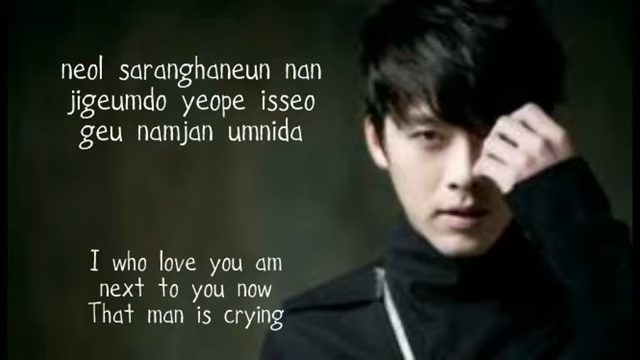 neol saranghaneun nan
jigeumdo yeope isseo
geu namjan umnida
I who love you am
next to you now
That man is crying